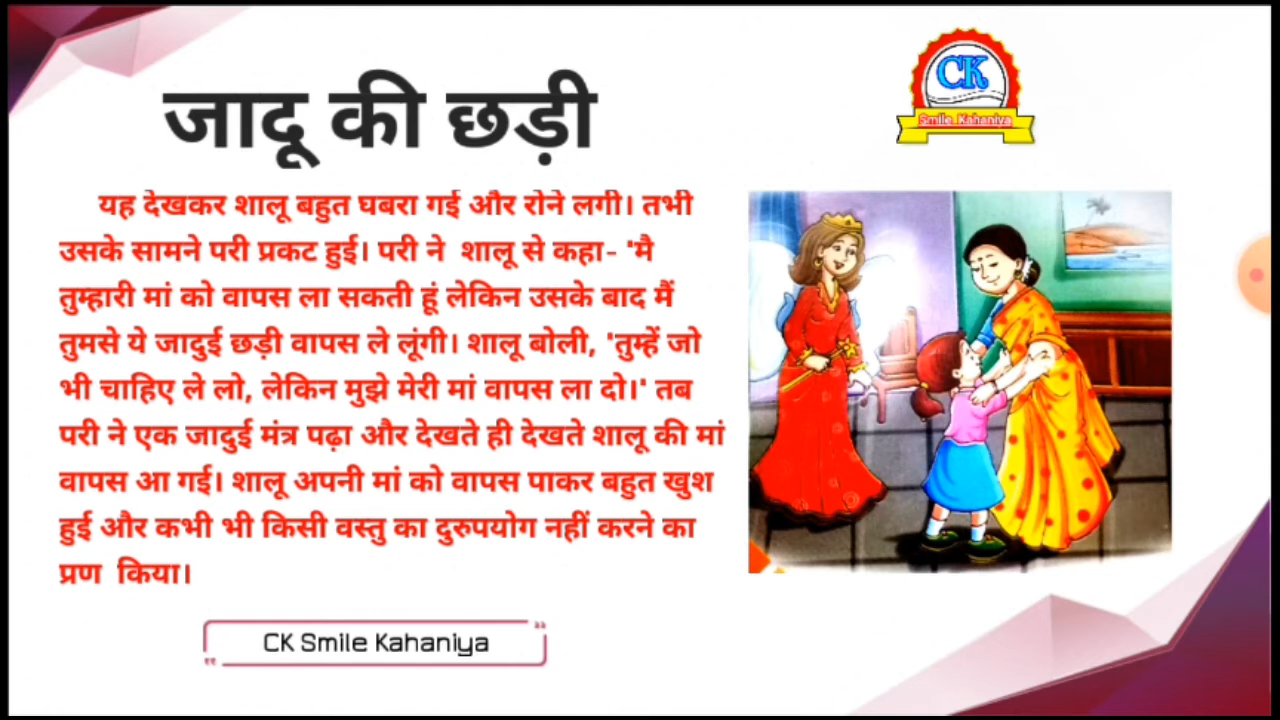 जादू की छड़ी
CK
Smile Kahaniya
यह देखकर शालू बहुत घबरा गई और रोने लगी। तभी
उसके सामने परी प्रकट हुई। परी ने शालू से कहा- 'मै
तुम्हारी मां को वापस ला सकती हूं लेकिन उसके बाद मैं
तुमसे ये जादुई छड़ी वापस ले लूंगी। शालू बोली, 'तुम्हें जो
भी चाहिए ले लो, लेकिन मुझे मेरी मां वापस ला दो।' तब
परी ने एक जादुई मंत्र पढ़ा और देखते ही देखते शालू की मां
वापस आ गई। शालू अपनी मां को वापस पाकर बहुत खुश
हुई और कभी भी किसी वस्तु का दुरुपयोग नहीं करने का
प्रण किया।
CK Smile Kahaniya